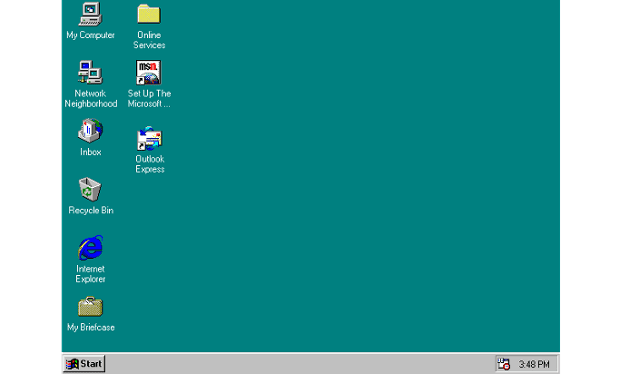 My Computer
Online
Services
Network
Neighborhood
msn.
Set Up The
Microsoft ...
Inbox
Outlook
Express
Recycle Bin
Internet
Explorer
My Briefcase
Start
3:48 PM